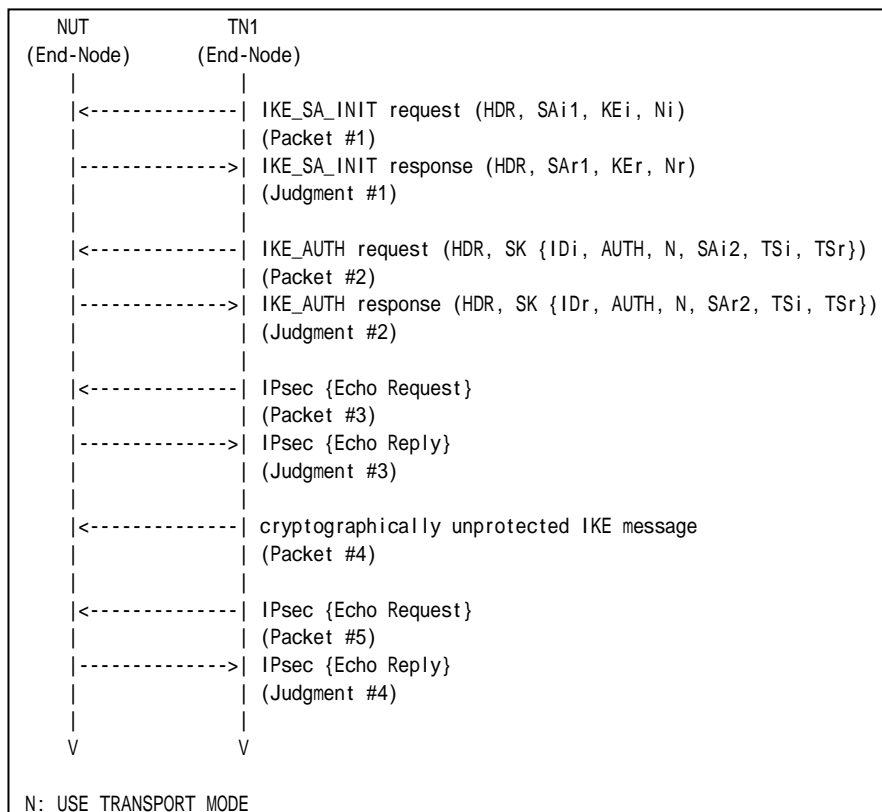 NUT TN1
(End-Node) (End-Node)
| |
|<--------------| IKE_SA_INIT request (HDR, SAi1, KEi, Ni)
| | (Packet #1)
|-------------->| IKE_SA_INIT response (HDR, SAr1, KEr, Nr)
| | (Judgment #1)
| |
|<--------------| IKE_AUTH request (HDR, SK {IDi, AUTH, N, SAi2, TSi, TSr})
| | (Packet #2)
|-------------->| IKE_AUTH response (HDR, SK {IDr, AUTH, N, SAr2, TSi, TSr})
| | (Judgment #2)
| |
|<--------------| IPsec {Echo Request}
| | (Packet #3)
|-------------->| IPsec {Echo Reply}
| | (Judgment #3)
| |
|<--------------| cryptographically unprotected IKE message
| | (Packet #4)
| |
|<--------------| IPsec {Echo Request}
| | (Packet #5)
|-------------->| IPsec {Echo Reply}
| | (Judgment #4)
| |
V V
N: USE TRANSPORT MODE